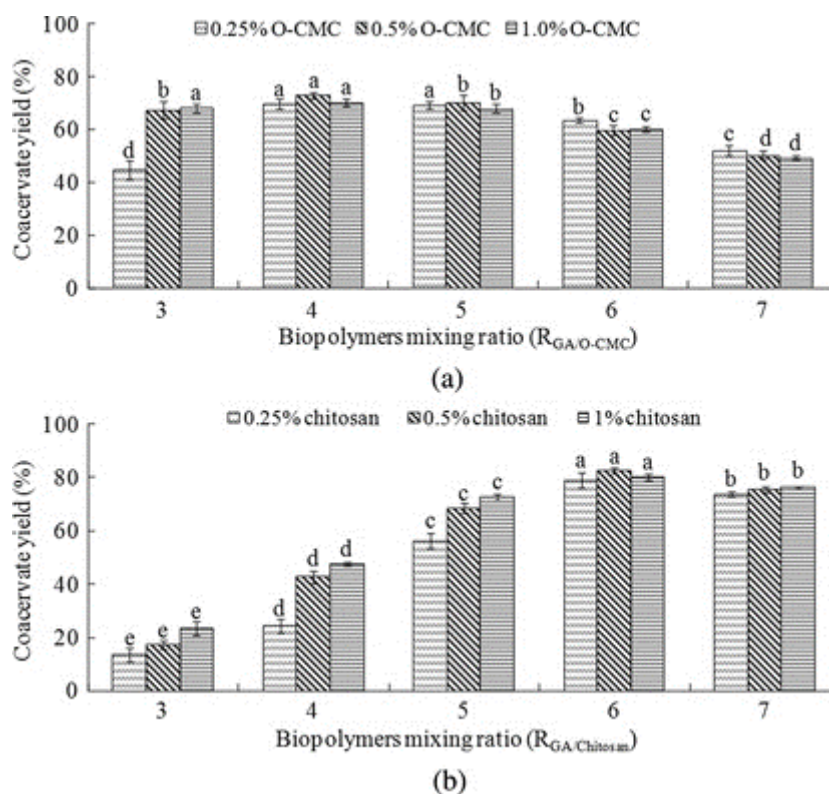 100
80
60
40
20
0
Coacervate yield (%)
0.25% O-CMC 0.5% O-CMC 1.0% O-CMC
d b a a a a a b b b c c c d d
3 4 5 6 7
Biopolymers mixing ratio (R_GA/O-CMC)
(a)
100
80
60
40
20
0
Coacervate yield (%)
0.25% chitosan 0.5% chitosan 1% chitosan
e e e d d d c c c a a a b b b
3 4 5 6 7
Biopolymers mixing ratio (R_GA/Chitosan)
(b)